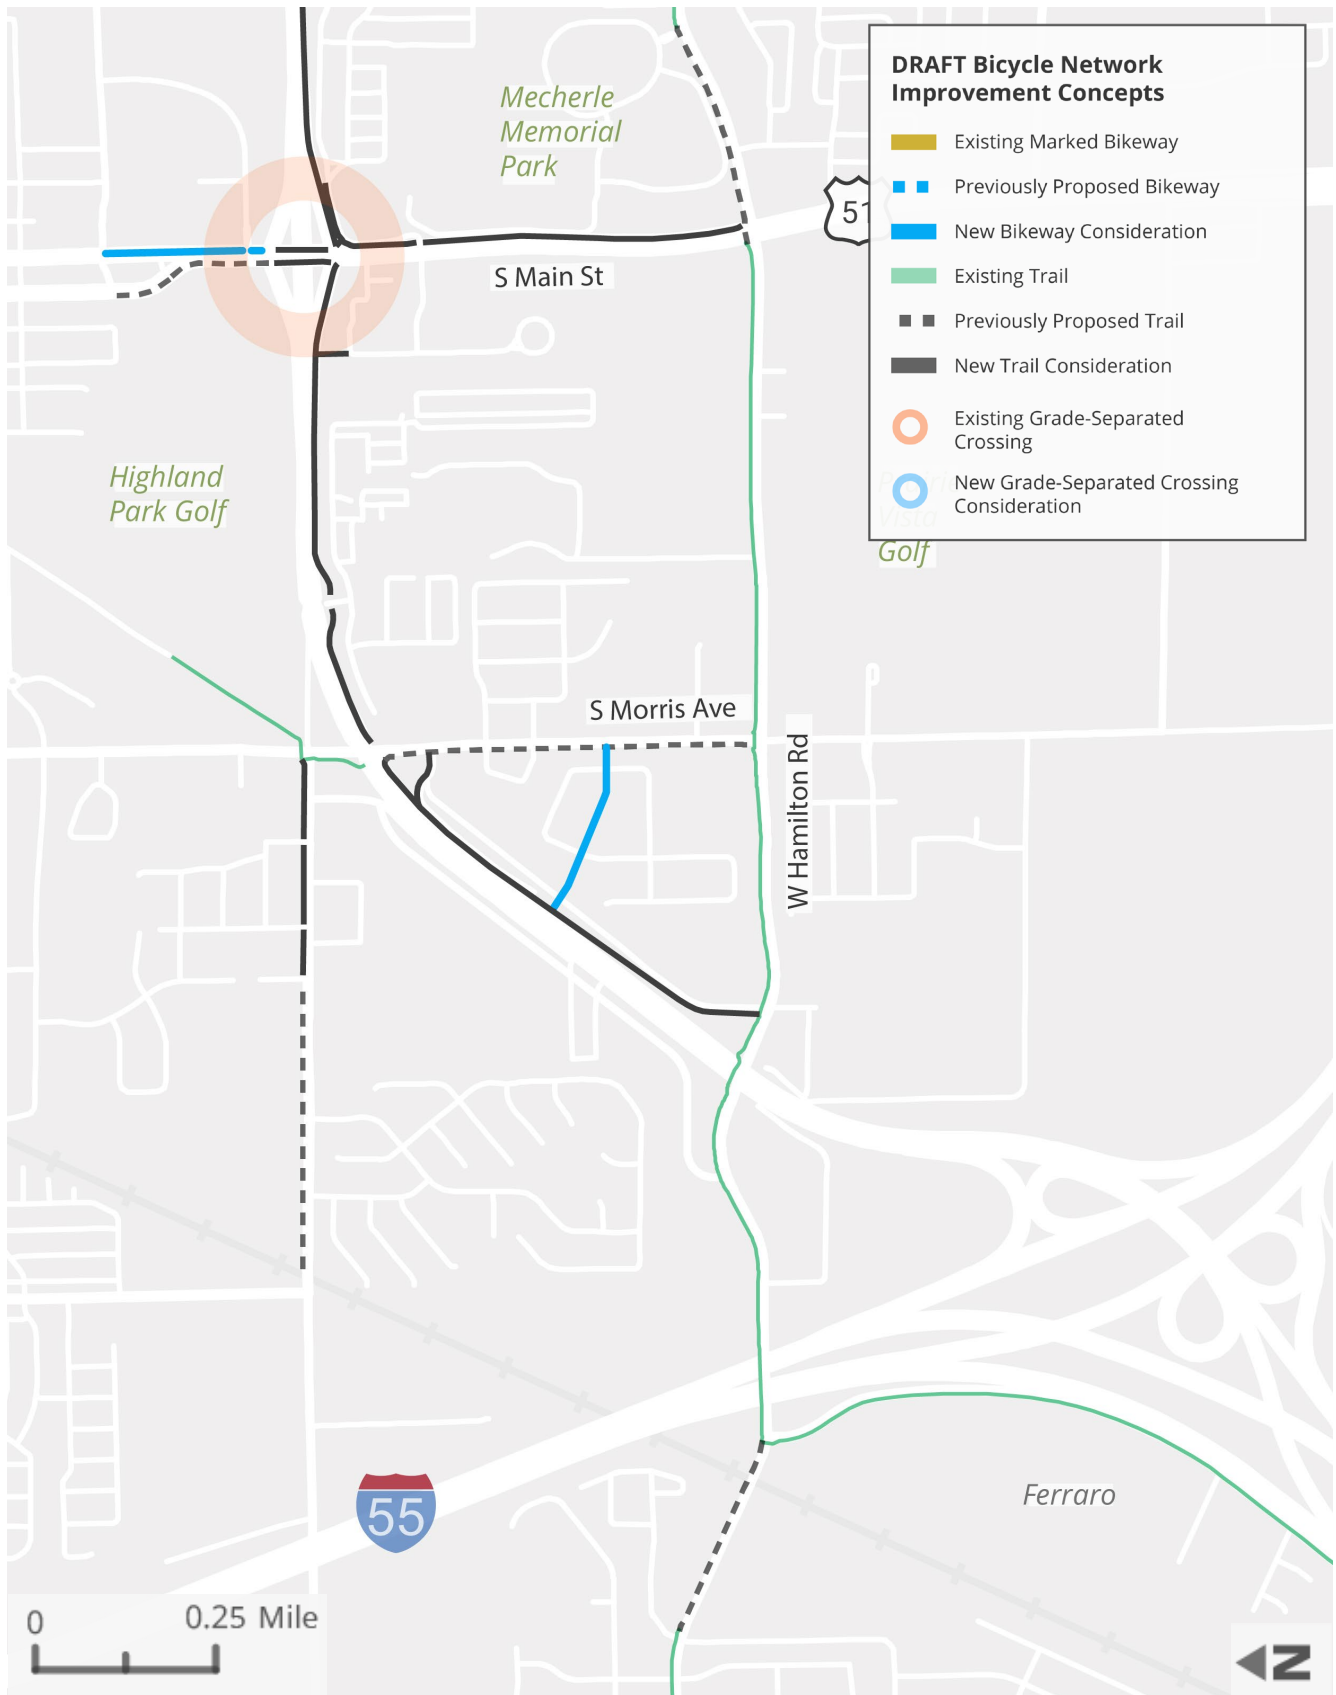 DRAFT Bicycle Network
Improvement Concepts
Existing Marked Bikeway
Previously Proposed Bikeway
New Bikeway Consideration
Existing Trail
Previously Proposed Trail
New Trail Consideration
Existing Grade-Separated
Crossing
New Grade-Separated Crossing
Consideration
Mecherle
Memorial
Park
51
S Main St
Highland
Park Golf
Vista
Golf
S Morris Ave
W Hamilton Rd
55
Ferraro
0 0.25 Mile
N